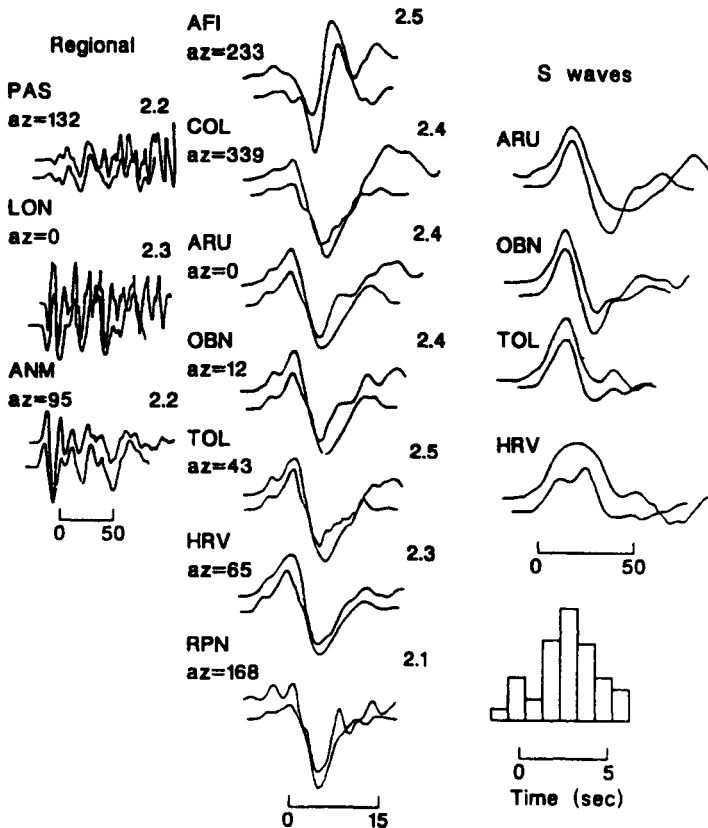 Regional
PAS
az=132 2.2
LON
az=0
2.3
ANM
az=95 2.2
0 50
AFI 2.5
az=233
COL 2.4
az=339
ARU 2.4
az=0
OBN 2.4
az=12
TOL 2.5
az=43
HRV 2.3
az=65
RPN 2.1
az=168
0 15
S waves
ARU
OBN
TOL
HRV
0 50
0 5
Time (sec)